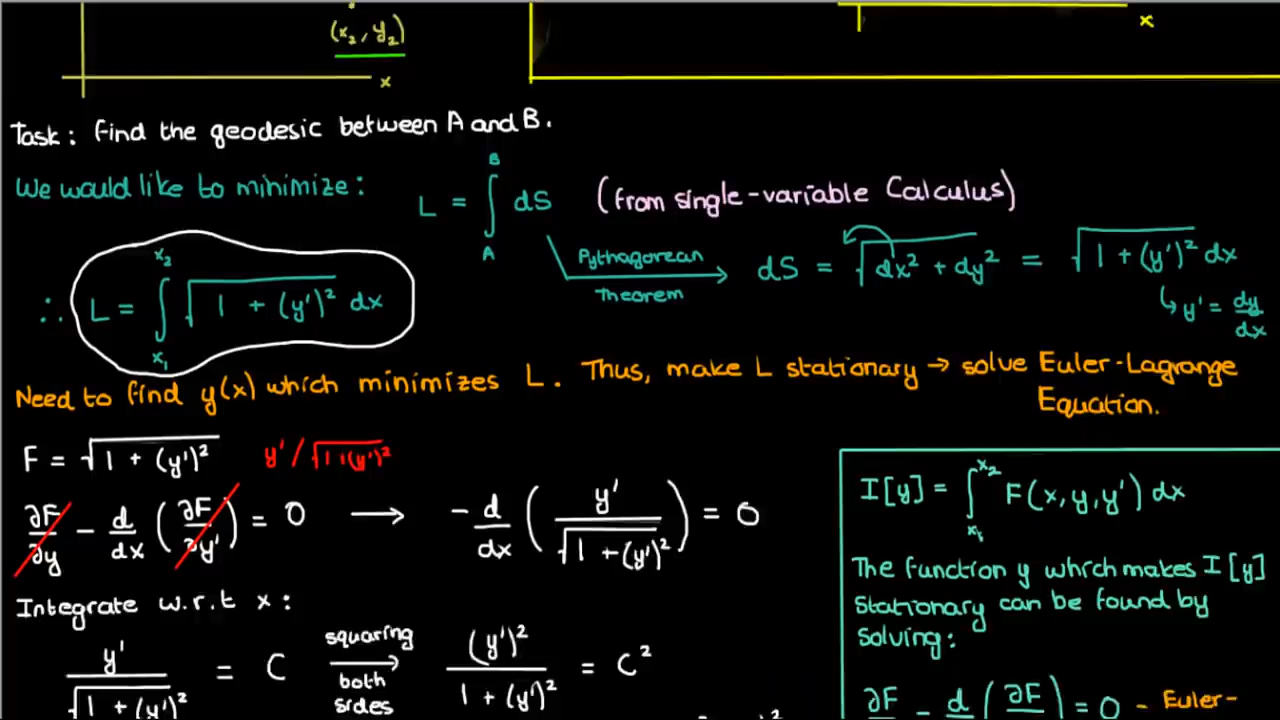 (x₂, y₂)
x
x
Task: Find the geodesic between A and B.
We would like to minimize:
L = ∫_A^B dS (from single-variable Calculus)
Pythagorean Theorem
dS = √(dx² + dy²) = √(1 + (y')²) dx
↳ y' = dy/dx
∴ L = ∫_{x₁}^{x₂} √(1 + (y')²) dx
Need to find y(x) which minimizes L. Thus, make L stationary → solve Euler-Lagrange
Equation.
F = √(1 + (y')²) y'/√(1+(y')²)
∂F/∂y - d/dx (∂F/∂y') = 0 → -d/dx (y'/√(1 + (y')²)) = 0
Integrate w.r.t x:
y'/√(1 + (y')²) = C squaring both sides → (y')²/(1 + (y')²) = C²
I[y] = ∫_{x₁}^{x₂} F(x, y, y') dx
The function y which makes I[y]
stationary can be found by
solving:
∂F - d (∂F) = 0 - Euler-